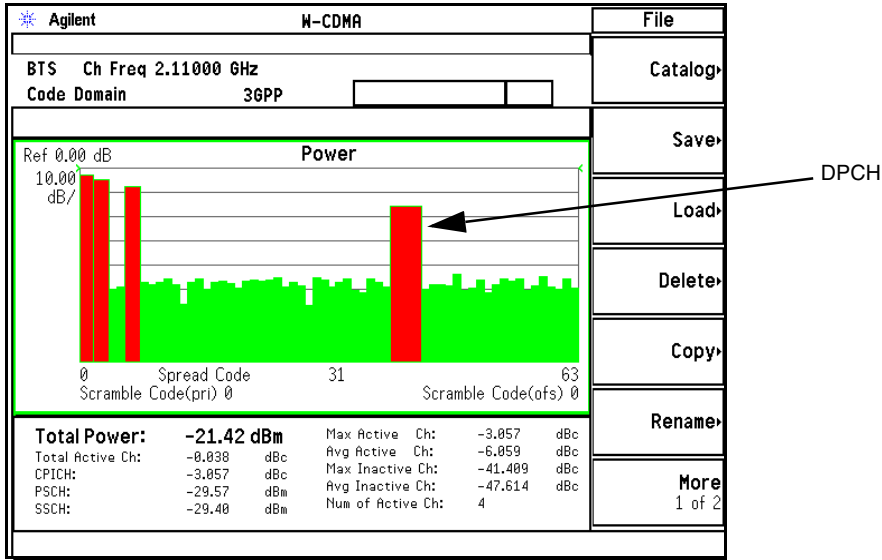 Agilent W-CDMA File
BTS Ch Freq 2.11000 GHz
Code Domain 3GPP
Catalog
Save
Ref 0.00 dB Power
10.00
dB/
DPCH
Load
Delete
Copy
0 Spread Code 31 63
Scramble Code(pri) 0 Scramble Code(ofs) 0
Rename
Total Power: -21.42 dBm
Total Active Ch: -0.038 dBc
CPICH: -3.057 dBc
PSCH: -29.57 dBm
SSCH: -29.40 dBm
Max Active Ch: -3.057 dBc
Avg Active Ch: -6.059 dBc
Max Inactive Ch: -41.409 dBc
Avg Inactive Ch: -47.614 dBc
Num of Active Ch: 4
More
1 of 2